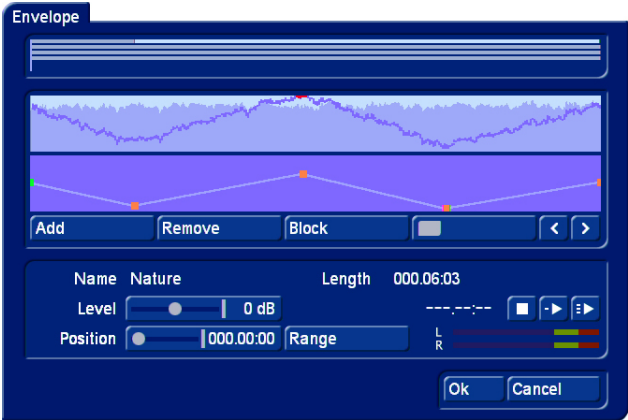 Envelope
Add Remove Block < >
Name Nature Length 000.06:03
Level 0 dB ---.--:--
Position 000.00:00 Range L
R
Ok Cancel